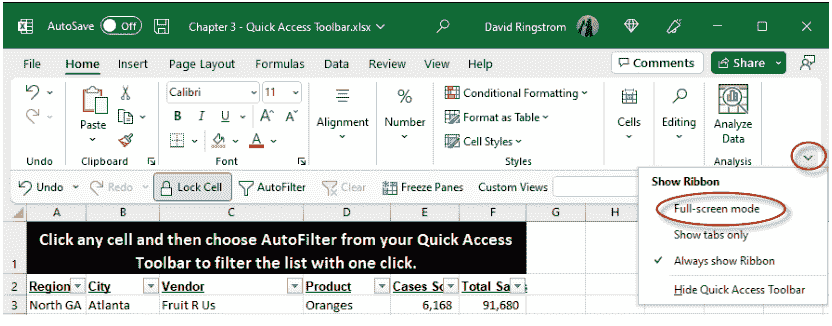 AutoSave Off Chapter 3 - Quick Access Toolbar.xlsx David Ringstrom
File Home Insert Page Layout Formulas Data Review View Help Comments Share
Calibri 11 Conditional Formatting
B I U A A Format as Table
Paste Alignment Number Cell Styles Cells Editing Analyze
Data
Undo Clipboard Font Styles Analysis
Undo Redo Lock Cell AutoFilter Clear Freeze Panes Custom Views
Show Ribbon
Full-screen mode
Show tabs only
Always show Ribbon
Hide Quick Access Toolbar
A B C D E F G H
1 Click any cell and then choose AutoFilter from your Quick Access
Toolbar to filter the list with one click.
2 Region City Vendor Product Cases So Total Sa
3 North GA Atlanta Fruit R Us Oranges 6,168 91,680